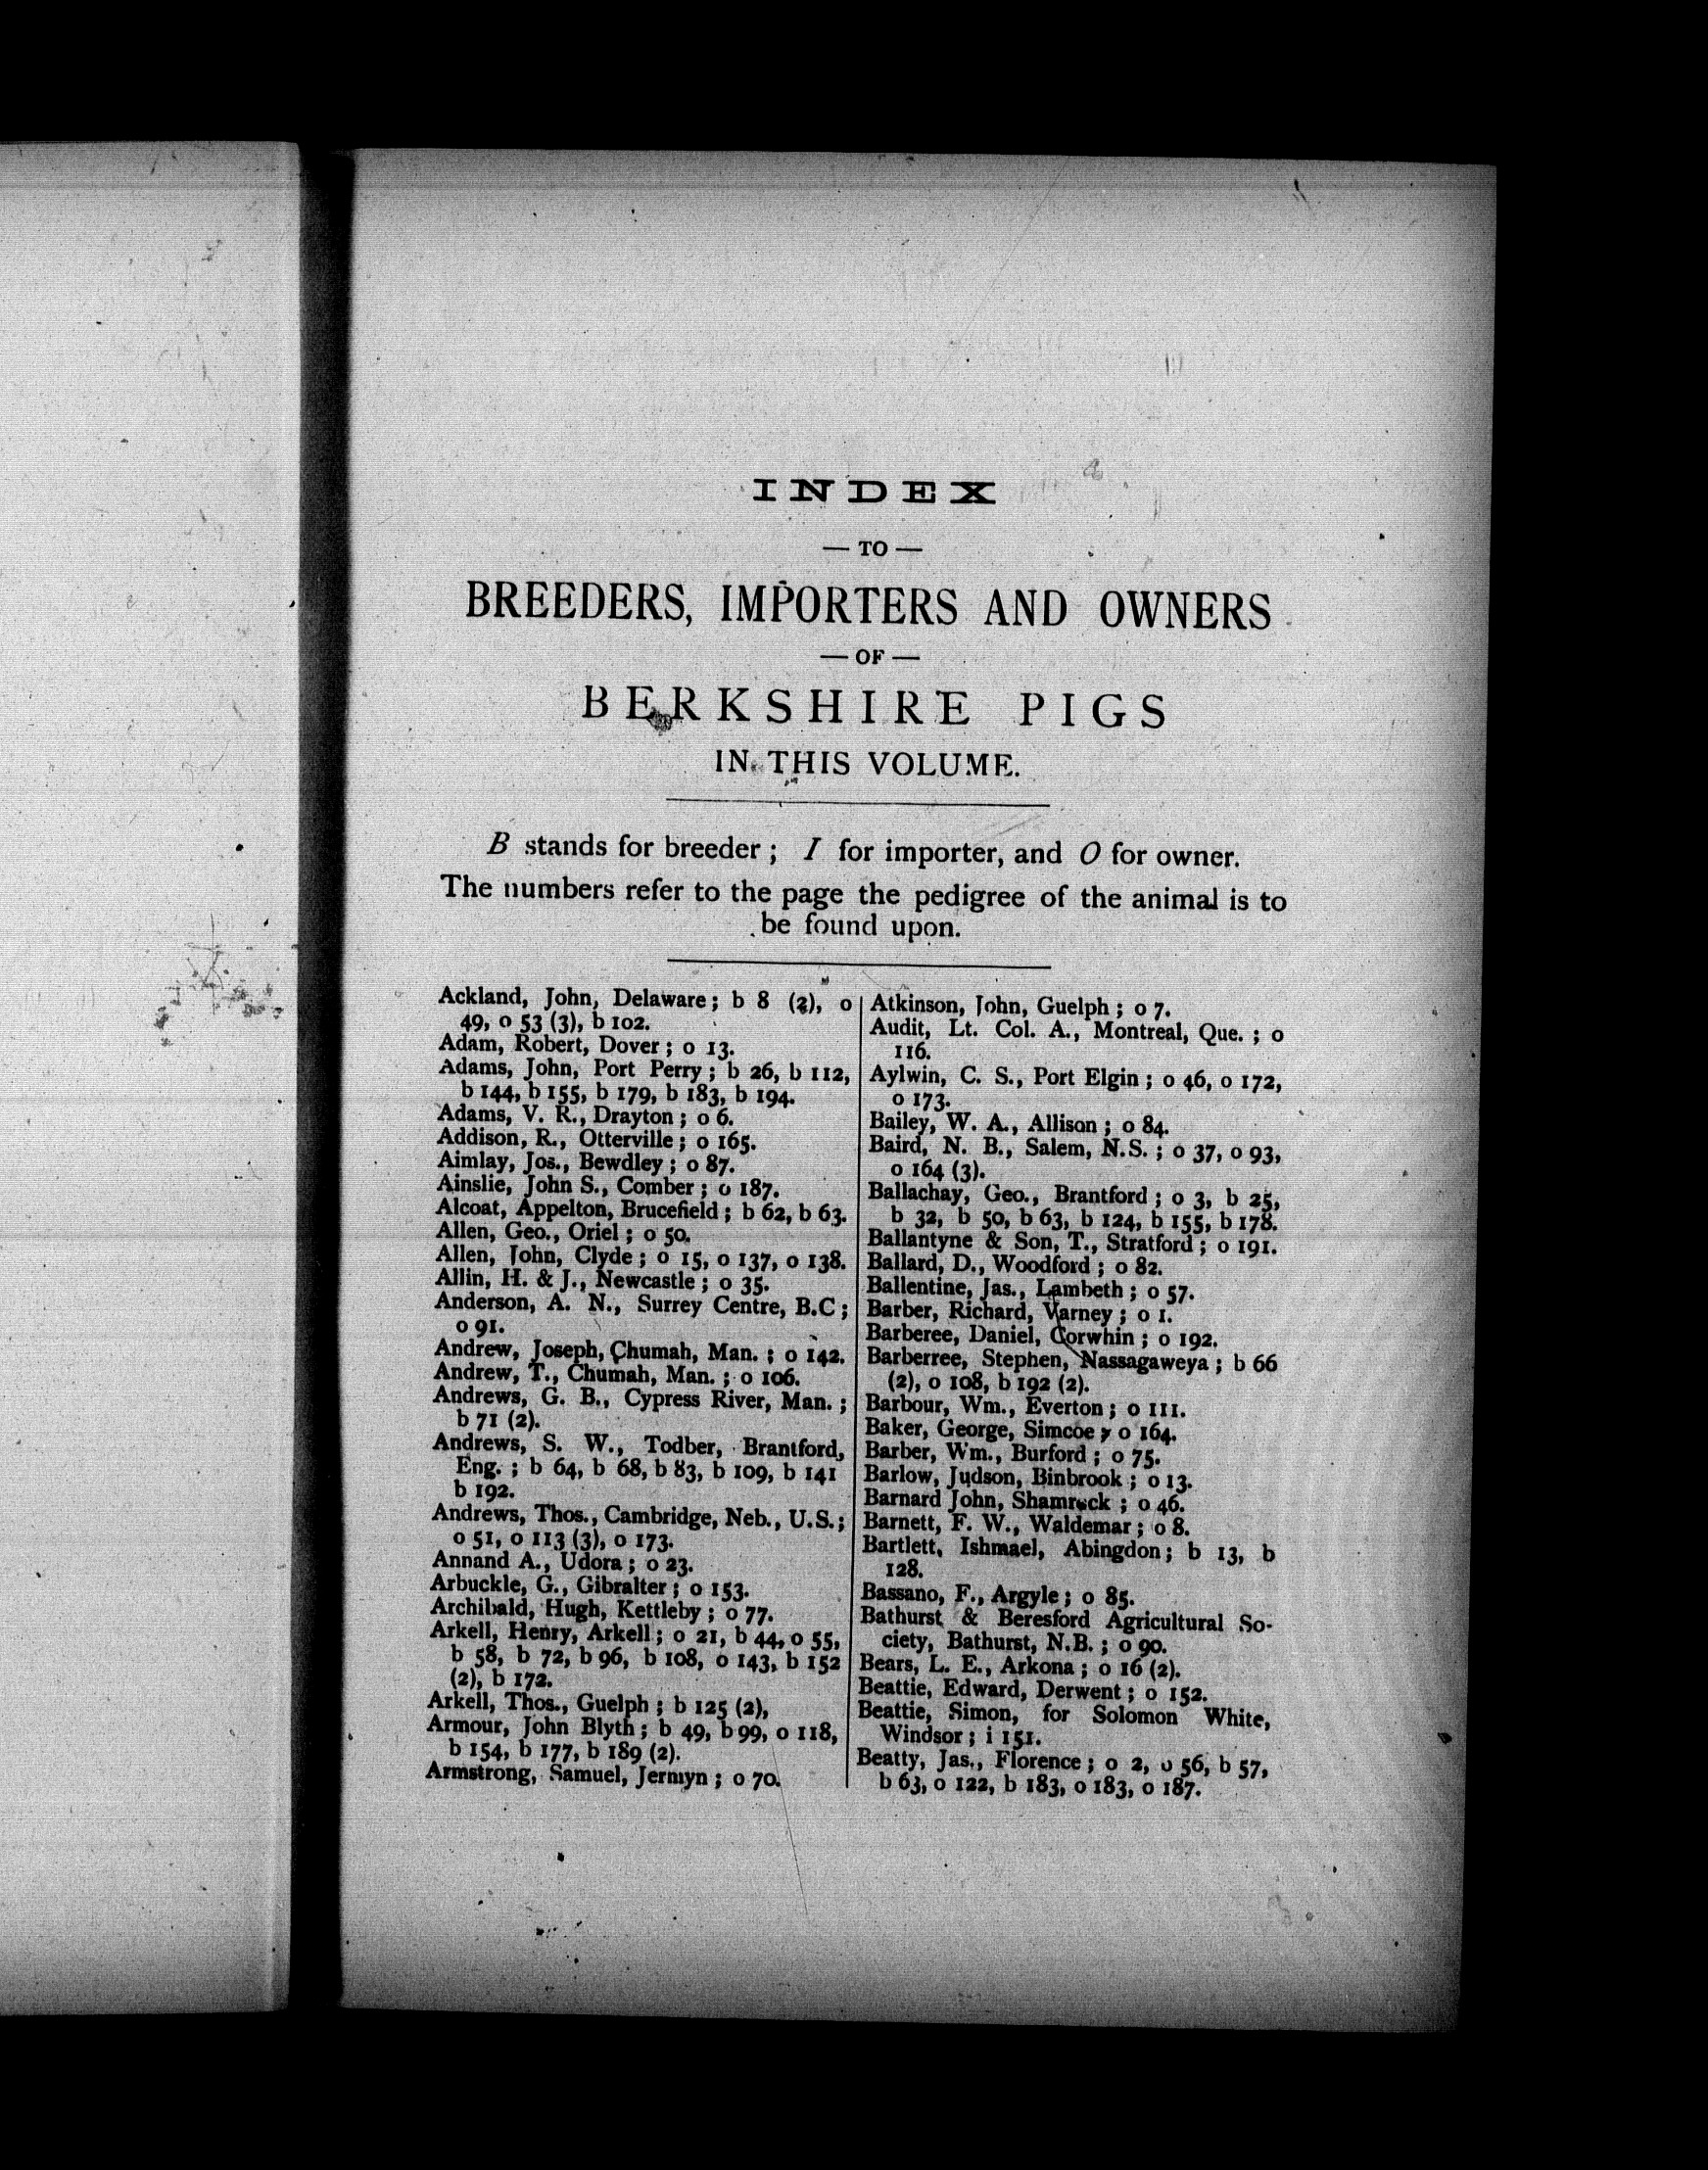 INDEX
— TO —
BREEDERS, IMPORTERS AND OWNERS
— OF —
BERKSHIRE PIGS
IN THIS VOLUME.
B stands for breeder ; I for importer, and O for owner.
The numbers refer to the page the pedigree of the animal is to
be found upon.
Ackland, John, Delaware ; b 8 (2), o
49, o 53 (3), b 102.
Adam, Robert, Dover ; o 13.
Adams, John, Port Perry ; b 26, b 112,
b 144, b 155, b 179, b 183, b 194.
Adams, V. R., Drayton ; o 6.
Addison, R., Otterville ; o 165.
Aimlay, Jos., Bewdley ; o 87.
Ainslie, John S., Comber ; o 187.
Alcoat, Appelton, Brucefield ; b 62, b 63.
Allen, Geo., Oriel ; o 50.
Allen, John, Clyde ; o 15, o 137, o 138.
Allin, H. & J., Newcastle ; o 35.
Anderson, A. N., Surrey Centre, B.C ;
o 91.
Andrew, Joseph, Chumah, Man. ; o 142.
Andrew, T., Chumah, Man. ; o 106.
Andrews, G. B., Cypress River, Man. ;
b 71 (2).
Andrews, S. W., Todber, Brantford,
Eng. ; b 64, b 68, b 83, b 109, b 141
b 192.
Andrews, Thos., Cambridge, Neb., U.S. ;
o 51, o 113 (3), o 173.
Annand A., Udora ; o 23.
Arbuckle, G., Gibralter ; o 153.
Archibald, Hugh, Kettleby ; o 77.
Arkell, Henry, Arkell ; o 21, b 44, o 55,
b 58, b 72, b 96, b 108, o 143, b 152
(2), b 172.
Arkell, Thos., Guelph ; b 125 (2),
Armour, John Blyth ; b 49, b 99, o 118,
b 154, b 177, b 189 (2).
Armstrong, Samuel, Jermyn ; o 70.
Atkinson, John, Guelph ; o 7.
Audit, Lt. Col. A., Montreal, Que. ; o
116.
Aylwin, C. S., Port Elgin ; o 46, o 172,
o 173.
Bailey, W. A., Allison ; o 84.
Baird, N. B., Salem, N.S. ; o 37, o 93,
o 164 (3).
Ballachay, Geo., Brantford ; o 3, b 25,
b 32, b 50, b 63, b 124, b 155, b 178.
Ballantyne & Son, T., Stratford ; o 191.
Ballard, D., Woodford ; o 82.
Ballentine, Jas., Lambeth ; o 57.
Barber, Richard, Varney ; o 1.
Barberee, Daniel, Corwhin ; o 192.
Barberree, Stephen, Nassagaweya ; b 66
(2), o 108, b 192 (2).
Barbour, Wm., Everton ; o 111.
Baker, George, Simcoe ; o 164.
Barber, Wm., Burford ; o 75.
Barlow, Judson, Binbrook ; o 13.
Barnard John, Shamrock ; o 46.
Barnett, F. W., Waldemar ; o 8.
Bartlett, Ishmael, Abingdon ; b 13, b
128.
Bassano, F., Argyle ; o 85.
Bathurst & Beresford Agricultural So-
ciety, Bathurst, N.B. ; o 90.
Bears, L. E., Arkona ; o 16 (2).
Beattie, Edward, Derwent ; o 152.
Beattie, Simon, for Solomon White,
Windsor ; i 151.
Beatty, Jas., Florence ; o 2, o 56, b 57,
b 63, o 122, b 183, o 183, o 187.